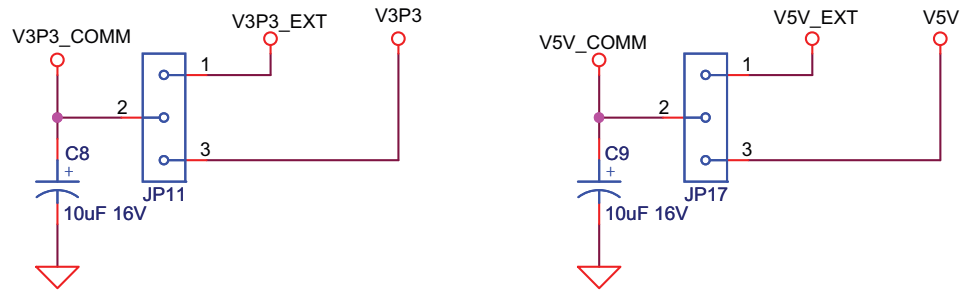 V3P3_COMM
V3P3_EXT
V3P3
1
2
3
C8
+
JP11
10uF 16V
V5V_COMM
V5V_EXT
V5V
1
2
3
C9
+
JP17
10uF 16V